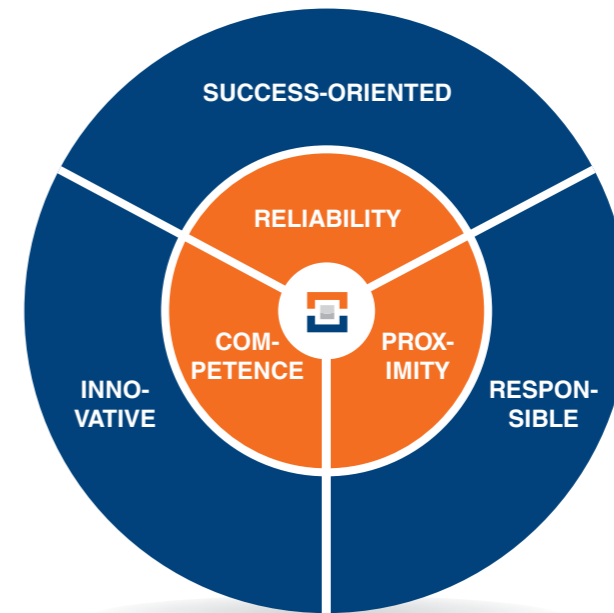 SUCCESS-ORIENTED
RELIABILITY
COM-
PETENCE
PROX-
IMITY
INNO-
VATIVE
RESPON-
SIBLE